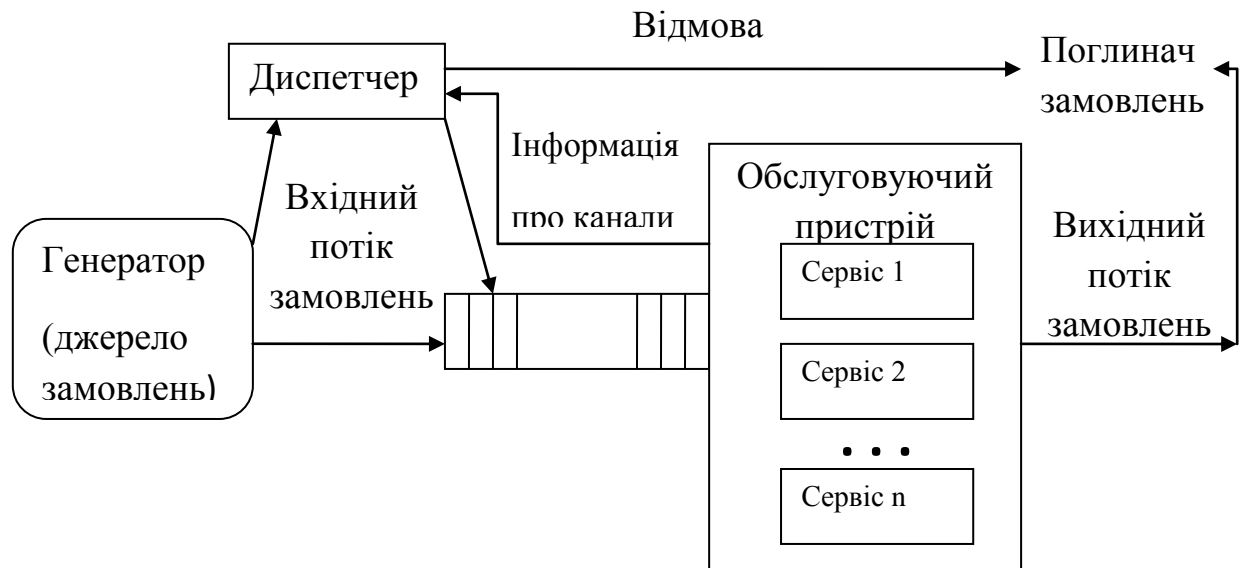 Відмова
Диспетчер
Поглинач
замовлень
Інформація
про канали
Вхідний
потік
замовлень
Генератор
(джерело
замовлень)
Обслуговуючий
пристрій
Сервіс 1
Сервіс 2
. . .
Сервіс n
Вихідний
потік
замовлень